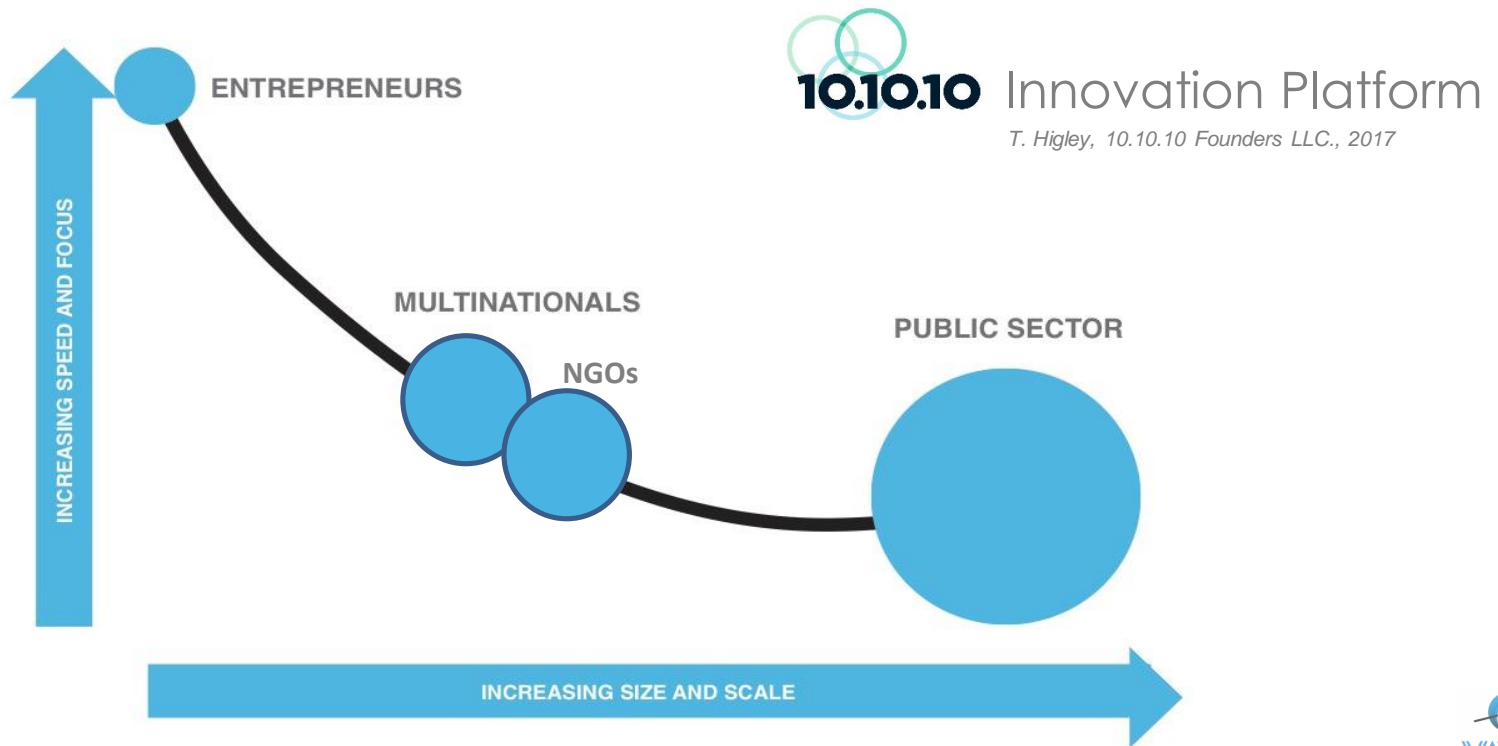 10.10.10 Innovation Platform
T. Higley, 10.10.10 Founders LLC., 2017
ENTREPRENEURS
INCREASING SPEED AND FOCUS
MULTINATIONALS
NGOs
PUBLIC SECTOR
INCREASING SIZE AND SCALE